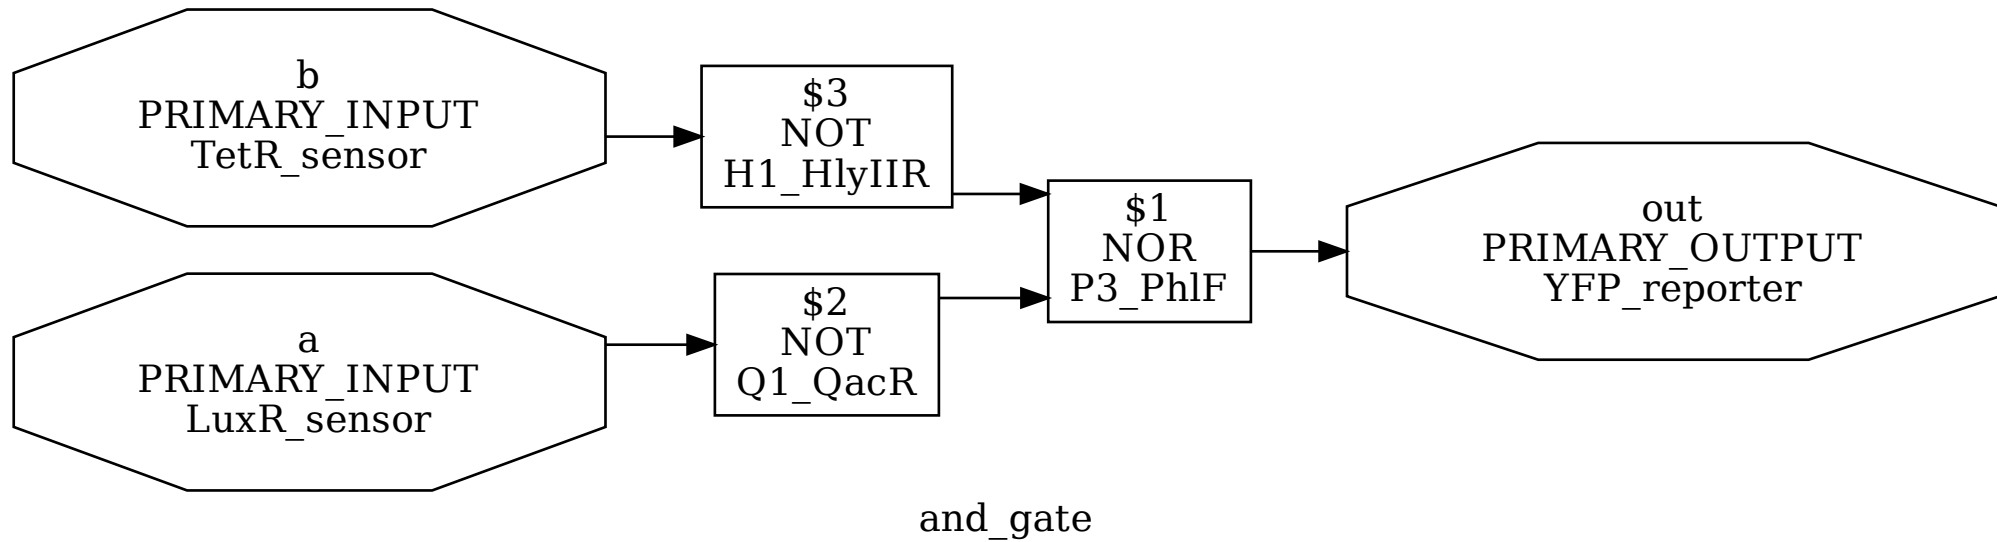 b
PRIMARY_INPUT
TetR_sensor
$3
NOT
H1_HlyIIR
a
PRIMARY_INPUT
LuxR_sensor
$2
NOT
Q1_QacR
$1
NOR
P3_PhlF
out
PRIMARY_OUTPUT
YFP_reporter
and_gate